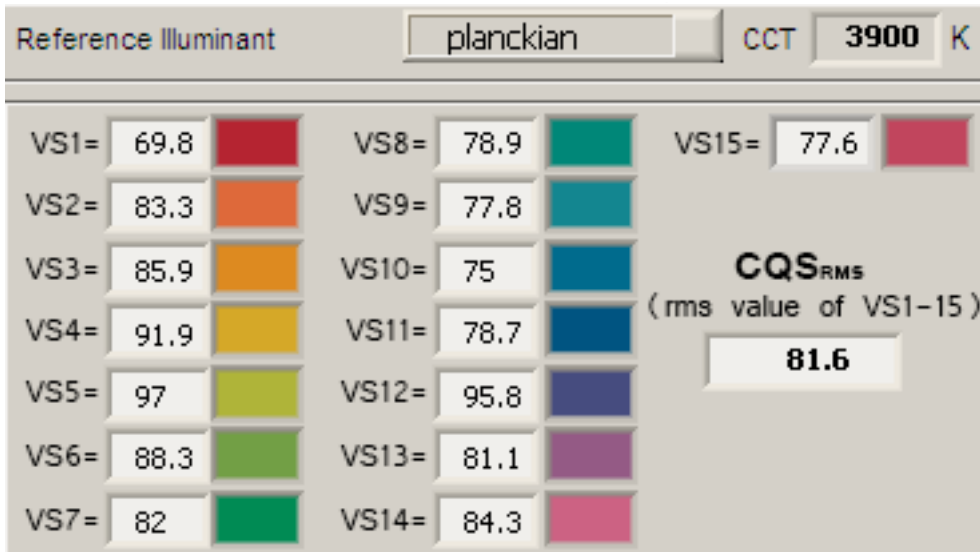 Reference Illuminant planckian CCT 3900 K
VS1= 69.8 VS8= 78.9 VS15= 77.6
VS2= 83.3 VS9= 77.8
VS3= 85.9 VS10= 75
VS4= 91.9 VS11= 78.7
VS5= 97 VS12= 95.8
VS6= 88.3 VS13= 81.1
VS7= 82 VS14= 84.3
CQSRMS
(rms value of VS1-15)
81.6